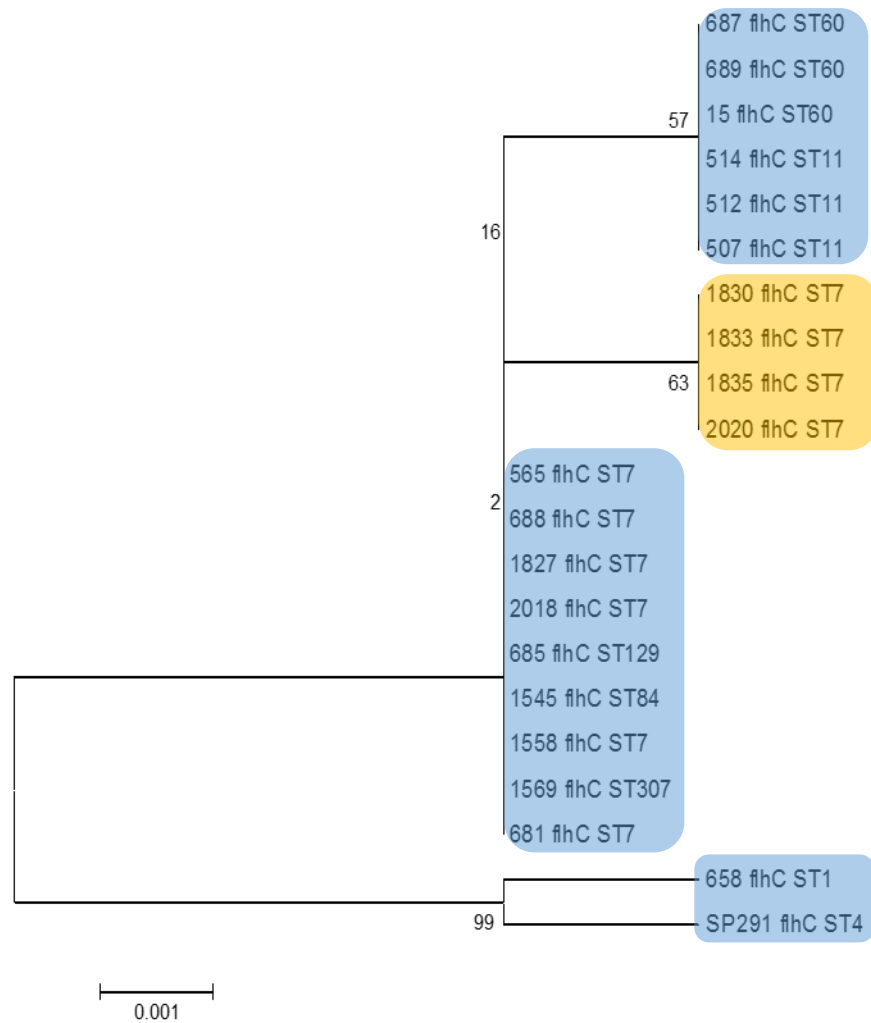 687 flhC ST60
689 flhC ST60
15 flhC ST60
57
514 flhC ST11
512 flhC ST11
16
507 flhC ST11
1830 flhC ST7
1833 flhC ST7
1835 flhC ST7
63
2020 flhC ST7
565 flhC ST7
2
688 flhC ST7
1827 flhC ST7
2018 flhC ST7
685 flhC ST129
1545 flhC ST84
1558 flhC ST7
1569 flhC ST307
681 flhC ST7
658 flhC ST1
99
SP291 flhC ST4
0.001